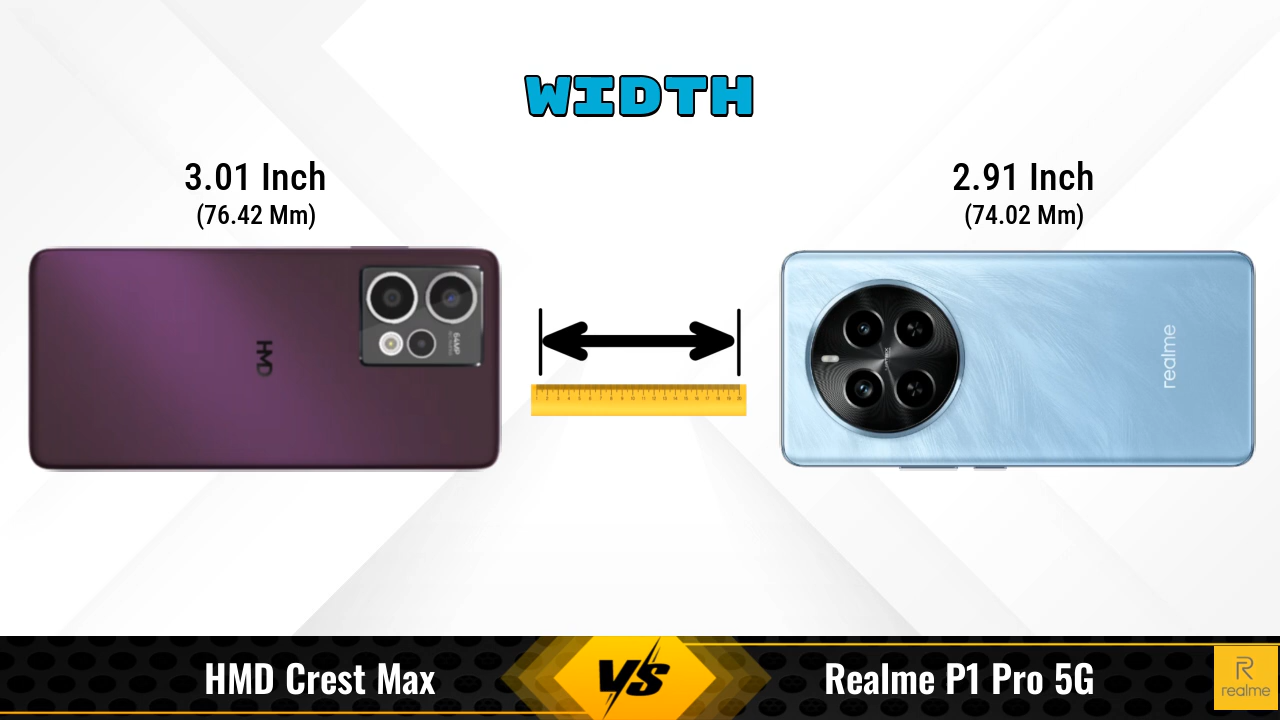 WIDTH
3.01 Inch
(76.42 Mm)
2.91 Inch
(74.02 Mm)
HMD
64MP
realme
HMD Crest Max
VS
Realme P1 Pro 5G
R
realme